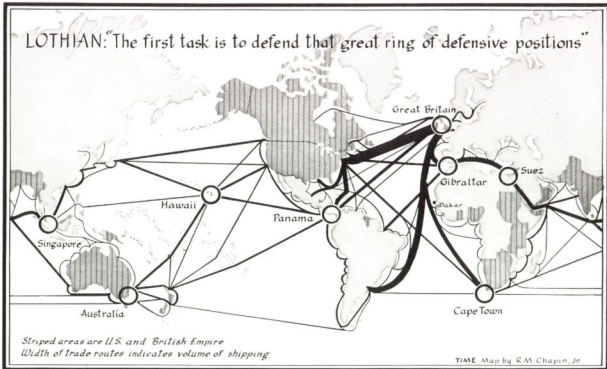 LOTHIAN: "The first task is to defend that great ring of defensive positions"
Great Britain
Gibraltar
Suez
Dakar
Hawaii
Panama
Singapore
Australia
Cape Town
Striped areas are U.S. and British Empire
Width of trade routes indicates volume of shipping
TIME Map by R.M. Chapin, Jr.